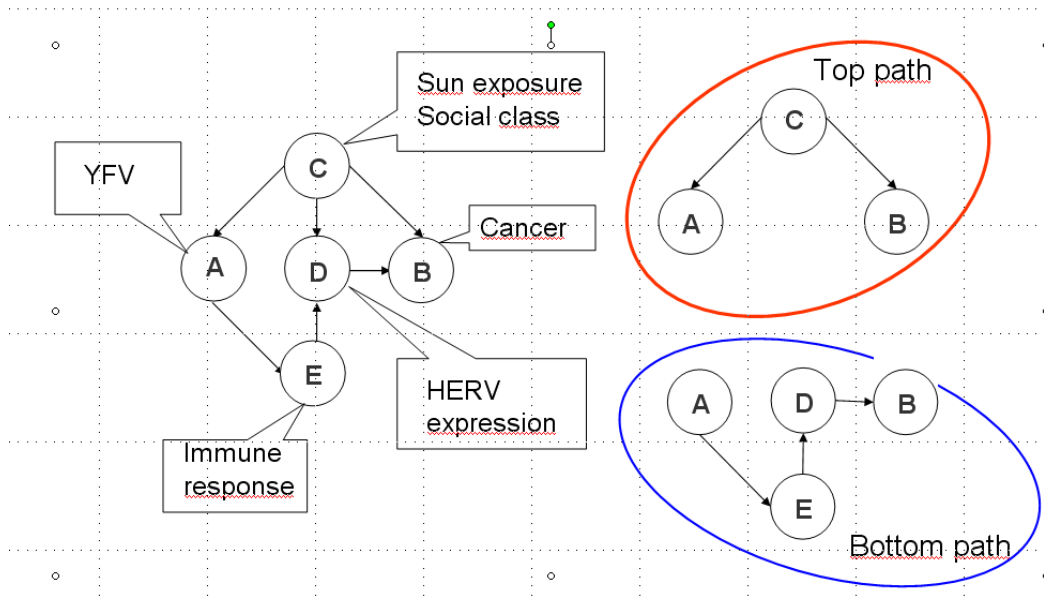 Sun exposure
Social class
YFV
C
A
D
B
E
Cancer
HERV
expression
Immune
response
Top path
C
A
B
A
D
B
E
Bottom path